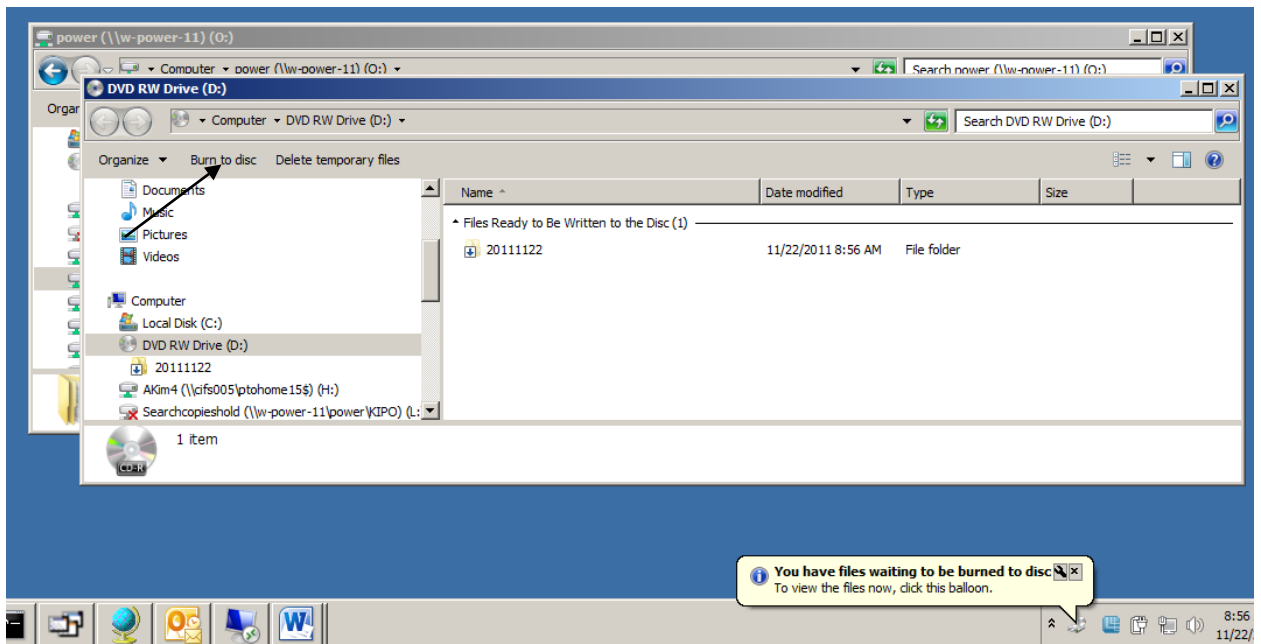 power (\\w-power-11) (O:)
Computer power (\\w-power-11) (O:) Search power (\\w-power-11) (O:)
DVD RW Drive (D:)
Organ
Computer DVD RW Drive (D:) Search DVD RW Drive (D:)
Organize Burn to disc Delete temporary files
Documents
Music
Pictures
Videos
Computer
Local Disk (C:)
DVD RW Drive (D:)
20111122
AKim4 (\\cifs005\ptohome15$) (H:)
Searchcopieshold (\\w-power-11\power\KIPO) (L:
Name Date modified Type Size
Files Ready to Be Written to the Disc (1)
20111122 11/22/2011 8:56 AM File folder
1 item
CD-R
You have files waiting to be burned to disc
To view the files now, click this balloon.
8:56
11/22/